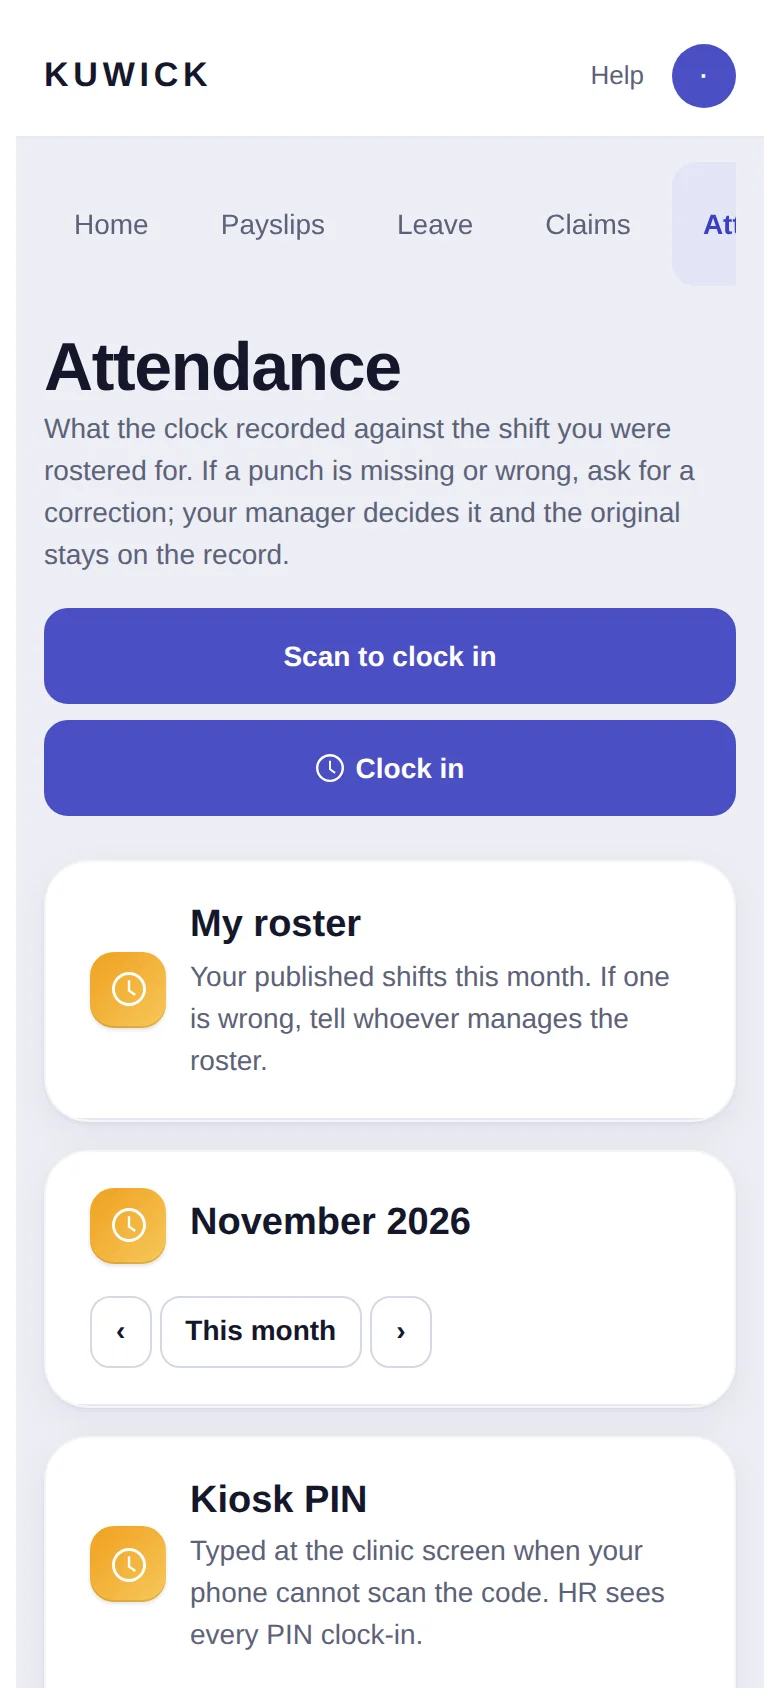 KUWICK
Help
Home Payslips Leave Claims Att
Attendance
What the clock recorded against the shift you were
rostered for. If a punch is missing or wrong, ask for a
correction; your manager decides it and the original
stays on the record.
Scan to clock in
Clock in
My roster
Your published shifts this month. If one
is wrong, tell whoever manages the
roster.
November 2026
‹ This month ›
Kiosk PIN
Typed at the clinic screen when your
phone cannot scan the code. HR sees
every PIN clock-in.